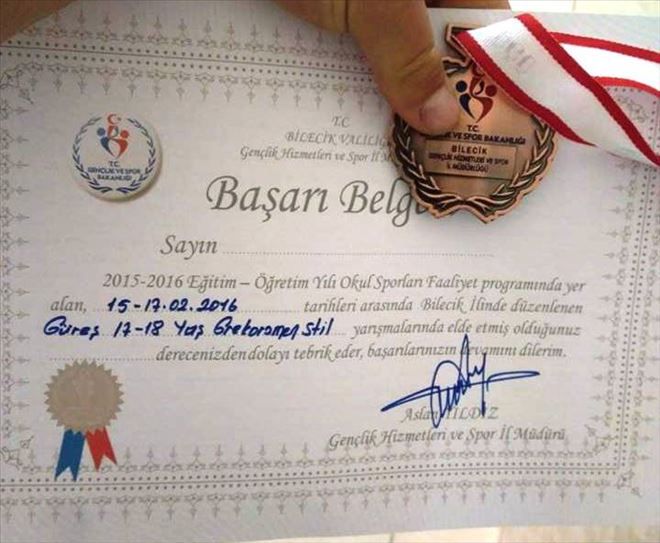 T.C.
GENÇLİK VE SPOR
BAKANLIĞI
T.C.
BİLECİK VALİLİĞİ
Gençlik Hizmetleri ve Spor İl
T.C.
VE SPOR BAKANLIĞI
BİLECİK
GENÇLİK HİZMETLERİ VE SPOR
İL MÜDÜRLÜĞÜ
Başarı
Sayın
2015-2016 Eğitim – Öğretim Yılı Okul Sporları Faaliyet programında yer
alan, 15-17.02.2016 tarihleri arasında Bilecik İlinde düzenlenen
Güreş 17-18 Yaş Grekoromen Stil yarışmalarında elde etmiş olduğunuz
derecenizden dolayı tebrik eder, başarılarınızın devamını dilerim.
Aslan YILDIZ
Gençlik Hizmetleri ve Spor İl Müdürü